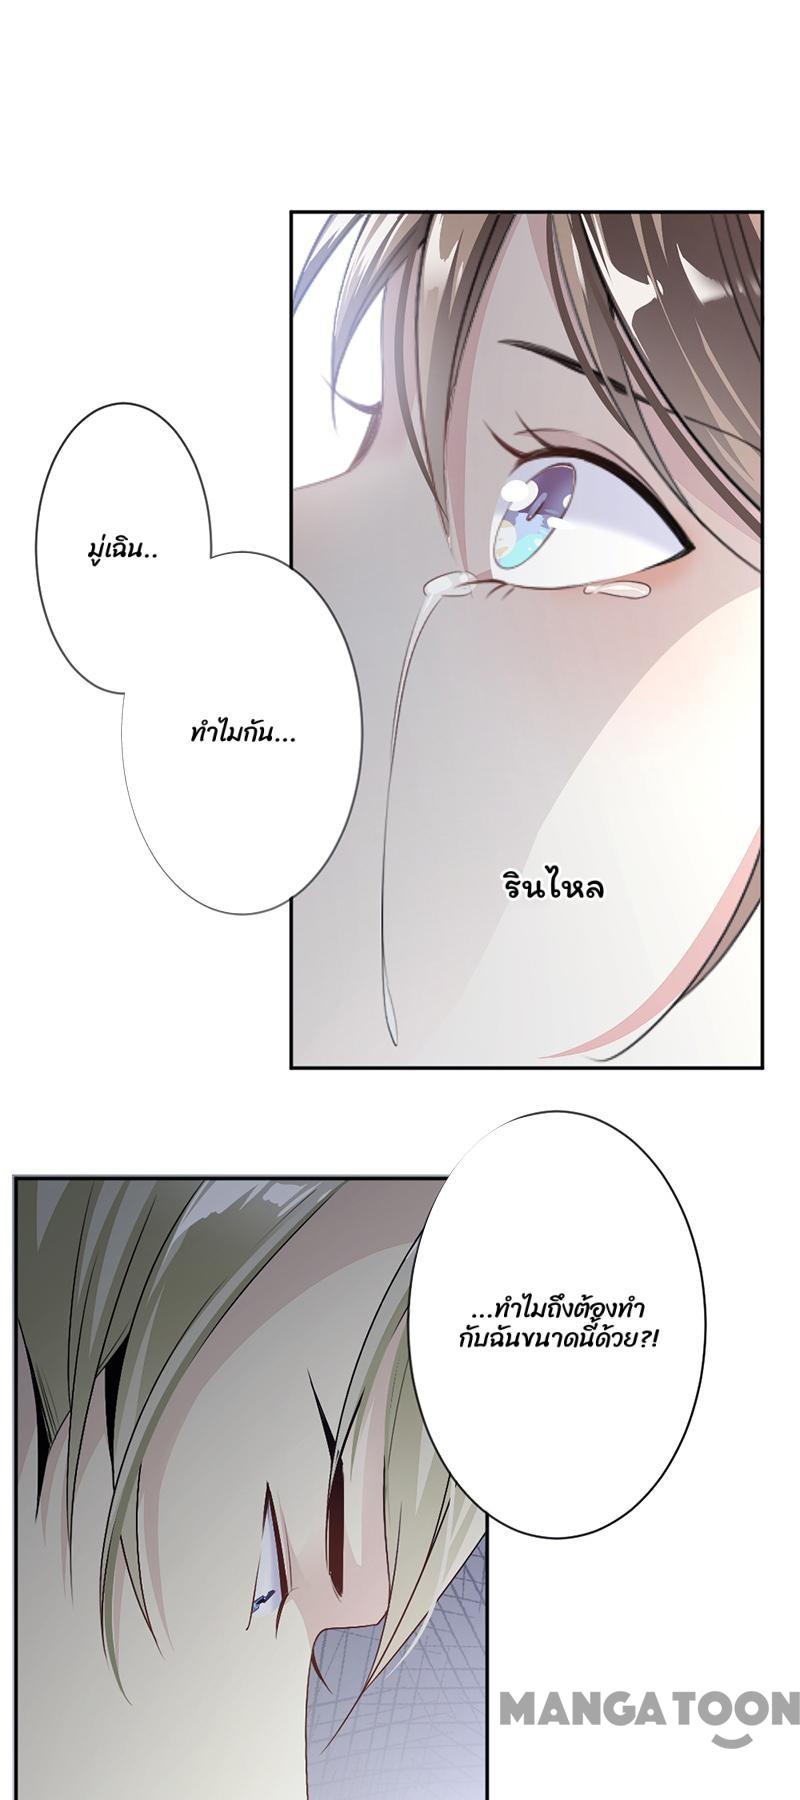 มู่เฉิน..
ทำไมกัน...
รินไหล
...ทำไมถึงต้องทำ
กับฉันขนาดนี้ด้วย?!
MANGATOON